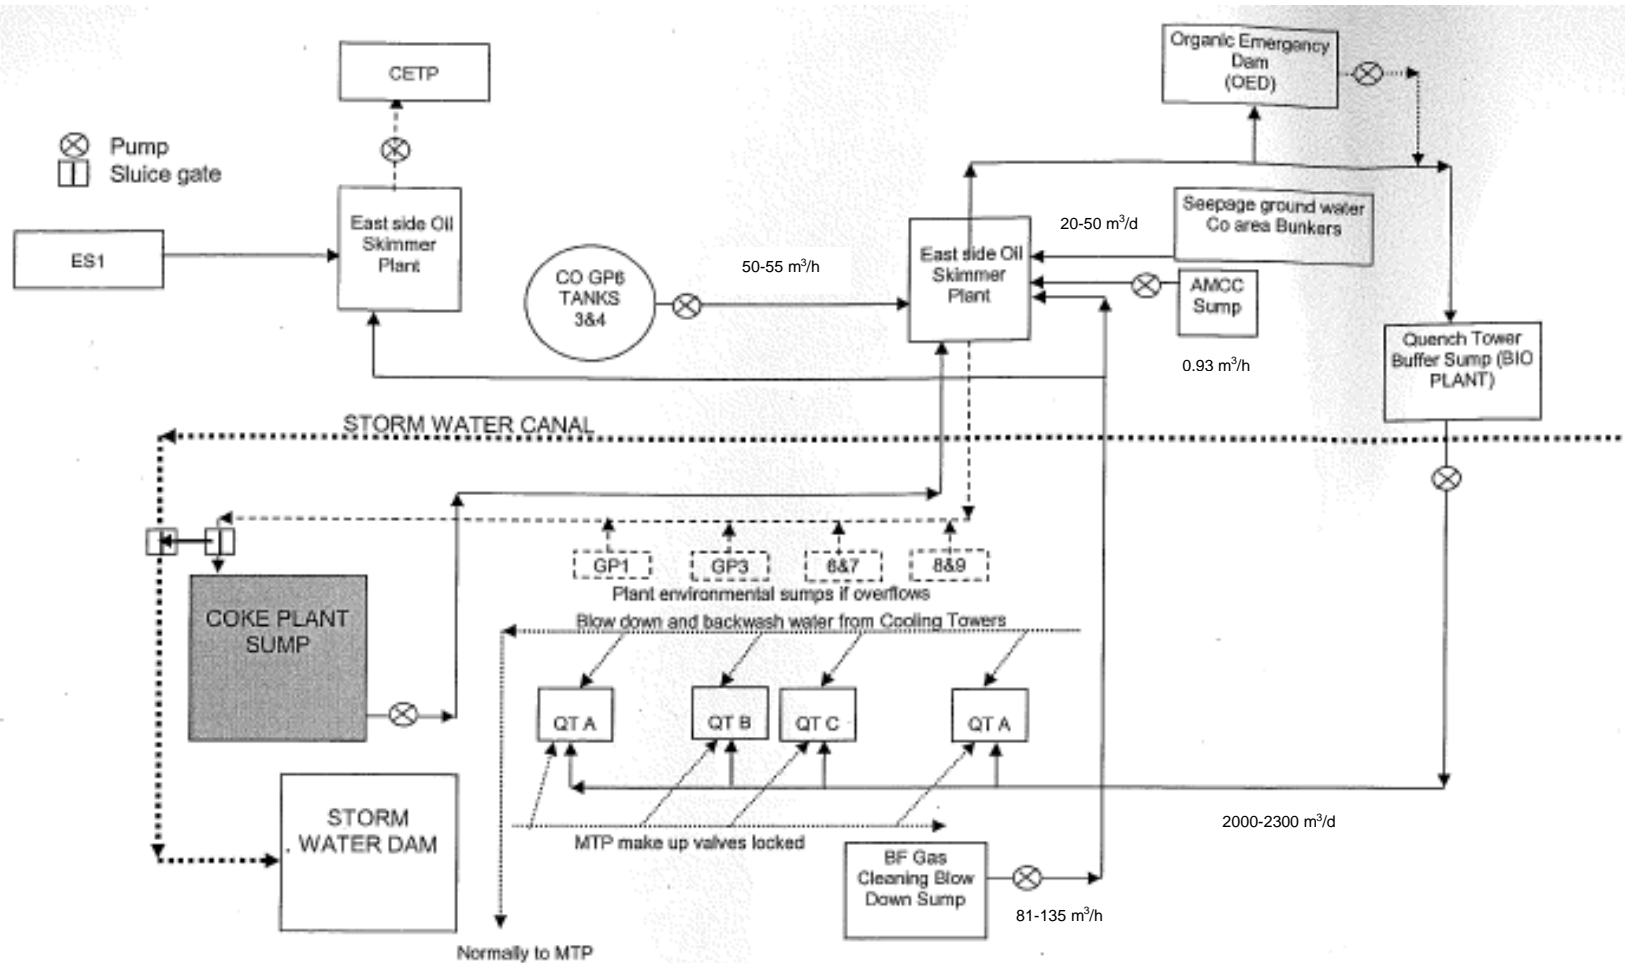 Organic Emergency
Dam
(OED)
CETP
Pump
Sluice gate
East side Oil
Skimmer
Plant
ES1
Seepage ground water
Co area Bunkers
20-50 m³/d
East side Oil
Skimmer
Plant
50-55 m³/h
CO GP6
TANKS
3&4
AMCC
Sump
0.93 m³/h
Quench Tower
Buffer Sump (BIO
PLANT)
STORM WATER CANAL
GP1
GP3
6&7
8&9
Plant environmental sumps if overflows
COKE PLANT
SUMP
Blow down and backwash water from Cooling Towers
QT A
QT B
QT C
QT A
2000-2300 m³/d
MTP make up valves locked
STORM
WATER DAM
BF Gas
Cleaning Blow
Down Sump
81-135 m³/h
Normally to MTP